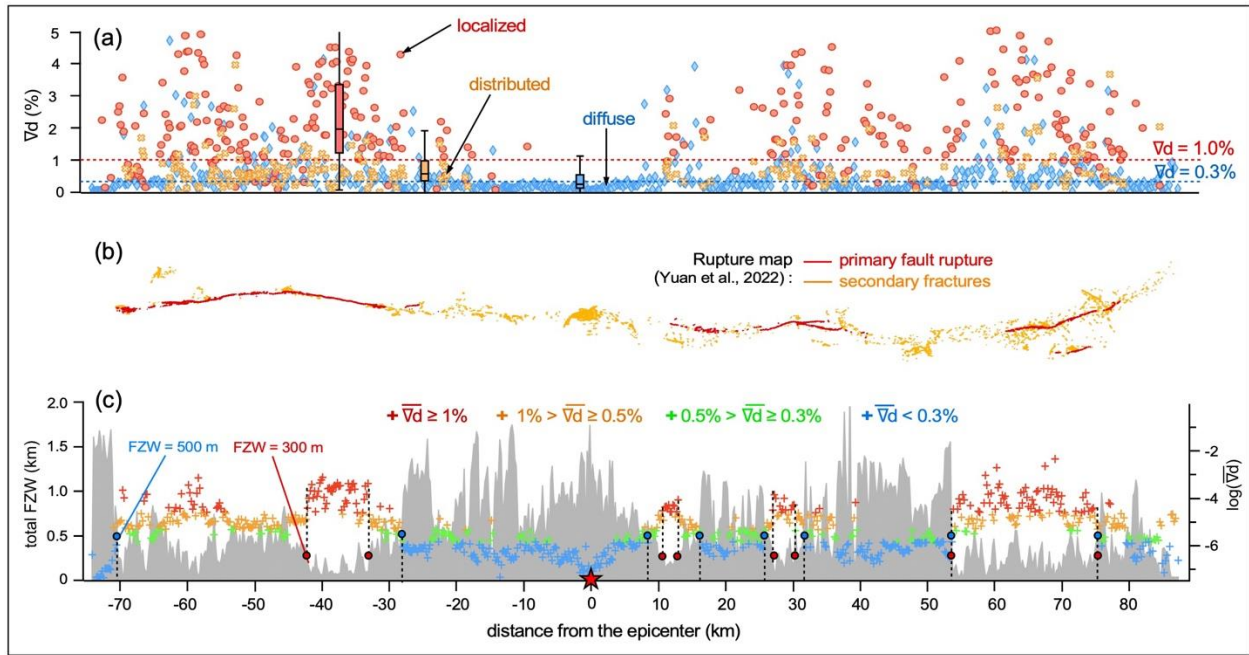 (a)
5
4
3
2
1
0
∇d (%)
localized
distributed
diffuse
∇d = 1.0%
∇d = 0.3%
(b)
Rupture map
(Yuan et al., 2022) :
primary fault rupture
secondary fractures
(c)
+ ∇d ≥ 1% + 1% > ∇d ≥ 0.5% + 0.5% > ∇d ≥ 0.3% + ∇d < 0.3%
FZW = 500 m
FZW = 300 m
2.0
1.5
1.0
0.5
0
total FZW (km)
-2
-4
-6
log(∇d)
-70 -60 -50 -40 -30 -20 -10 0 10 20 30 40 50 60 70 80
distance from the epicenter (km)